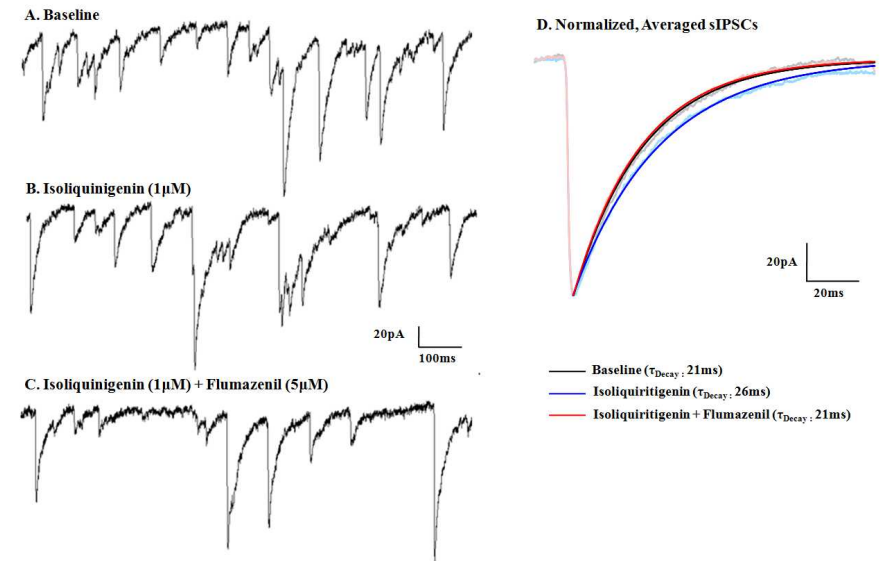 A. Baseline
B. Isoliquinigenin (1μM)
20pA
100ms
C. Isoliquinigenin (1μM) + Flumazenil (5μM)
D. Normalized, Averaged sIPSCs
20pA
20ms
Baseline (τDecay : 21ms)
Isoliquiritigenin (τDecay : 26ms)
Isoliquiritigenin + Flumazenil (τDecay : 21ms)